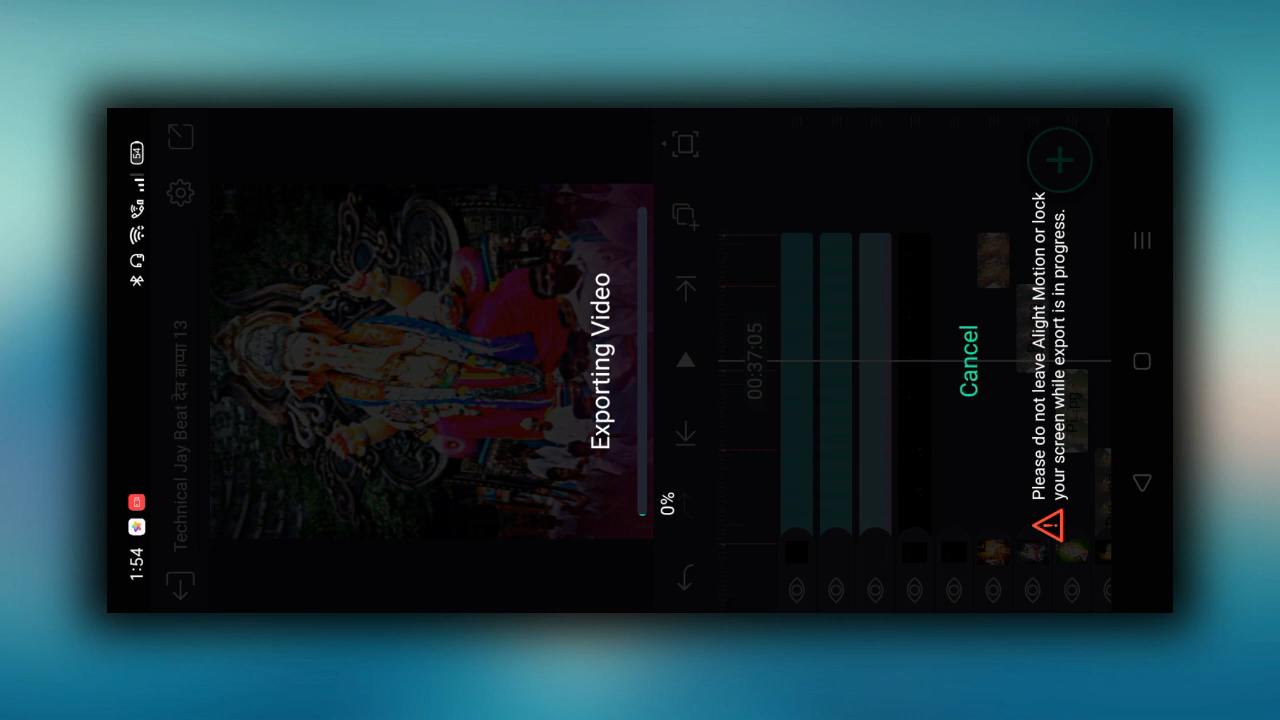 1:54
54
Technical Jay Beat देव बाप्पा 13
Exporting Video
0%
00:37:05
Cancel
Please do not leave Alight Motion or lock
your screen while export is in progress.